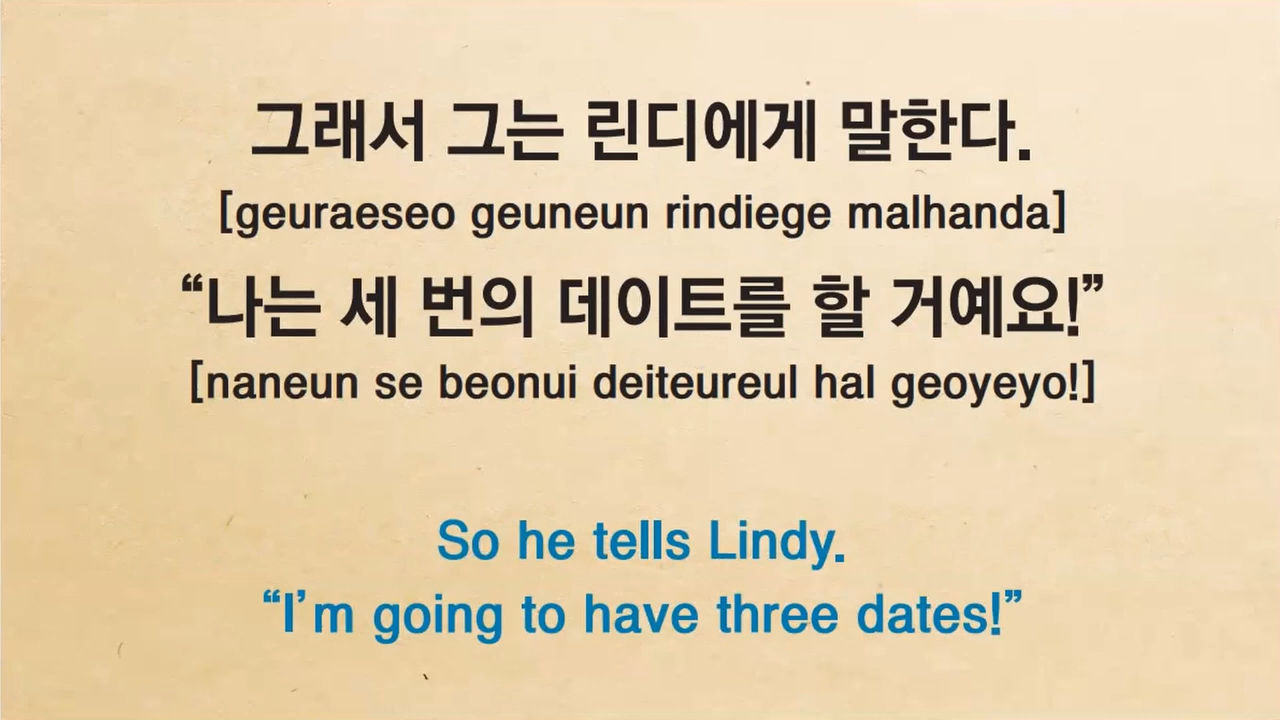 그래서 그는 린디에게 말한다.
[geuraeseo geuneun rindiege malhanda]
“나는 세 번의 데이트를 할 거예요!”
[naneun se beonui deiteureul hal geoyeyo!]
So he tells Lindy.
“I’m going to have three dates!”